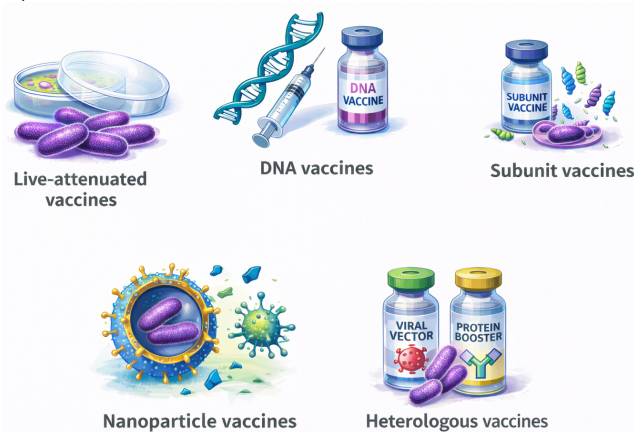 DNA
VACCINE
SUBUNIT
VACCINE
Live-attenuated
vaccines
DNA vaccines
Subunit vaccines
VIRAL
VECTOR
PROTEIN
BOOSTER
Nanoparticle vaccines
Heterologous vaccines